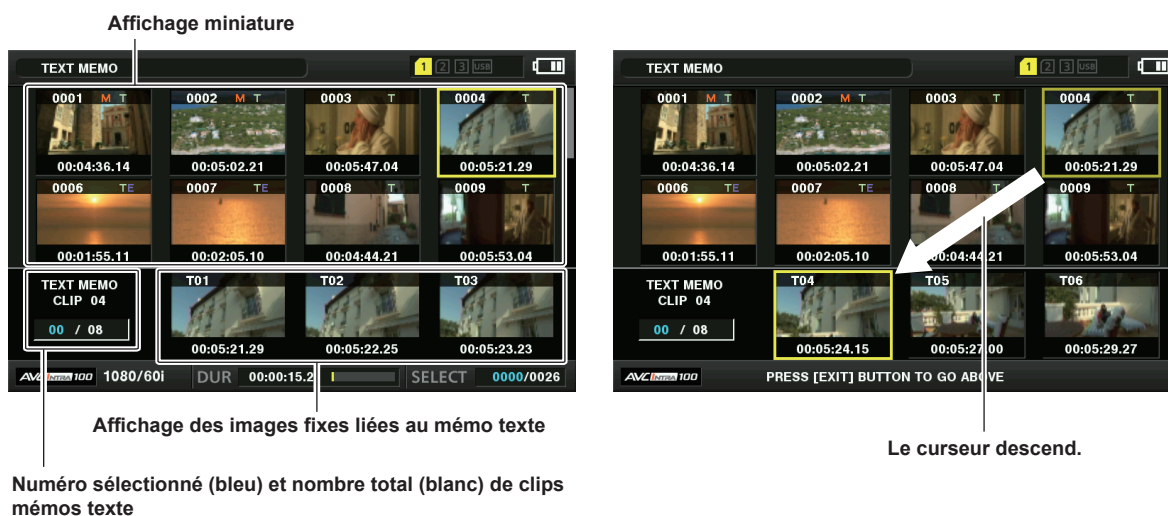 Affichage miniature
TEXT MEMO
1 2 3 USB
0001 M T
0002 M T
0003 T
0004 T
00:04:36.14
00:05:02.21
00:05:47.04
00:05:21.29
0006 TE
0007 TE
0008 T
0009 T
00:01:55.11
00:02:05.10
00:04:44.21
00:05:53.04
TEXT MEMO
CLIP 04
00 / 08
T01
T02
T03
00:05:21.29
00:05:22.25
00:05:23.23
AVC INTRA 100 1080/60i DUR 00:00:15.2 SELECT 0000/0026
Affichage des images fixes liées au mémo texte
Numéro sélectionné (bleu) et nombre total (blanc) de clips
mémos texte
TEXT MEMO
1 2 3 USB
0001 M T
0002 M T
0003 T
0004 T
00:04:36.14
00:05:02.21
00:05:47.04
00:05:21.29
0006 TE
0007 TE
0008 T
0009 T
00:01:55.11
00:02:05.10
00:04:44.21
00:05:53.04
TEXT MEMO
CLIP 04
00 / 08
T04
T05
T06
00:05:24.15
00:05:27.00
00:05:29.27
AVC INTRA 100 PRESS [EXIT] BUTTON TO GO ABOVE
Le curseur descend.